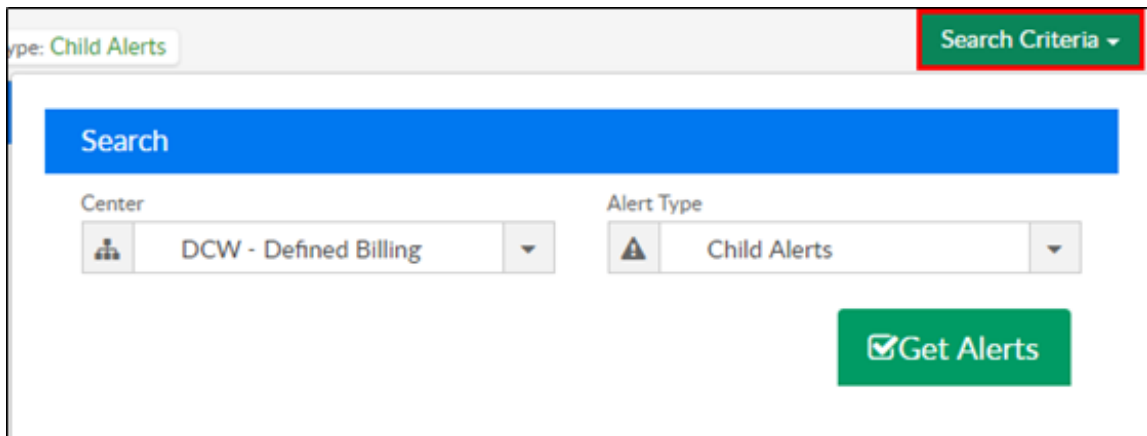 ype: Child Alerts
Search Criteria
Search
Center
Alert Type
DCW - Defined Billing
Child Alerts
Get Alerts